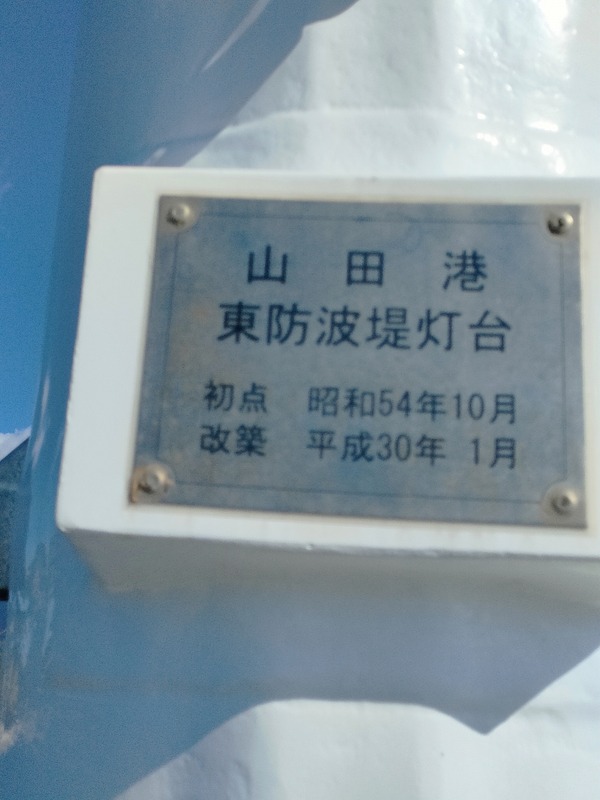 山田港
東防波堤灯台
初点 昭和54年10月
改築 平成30年 1月